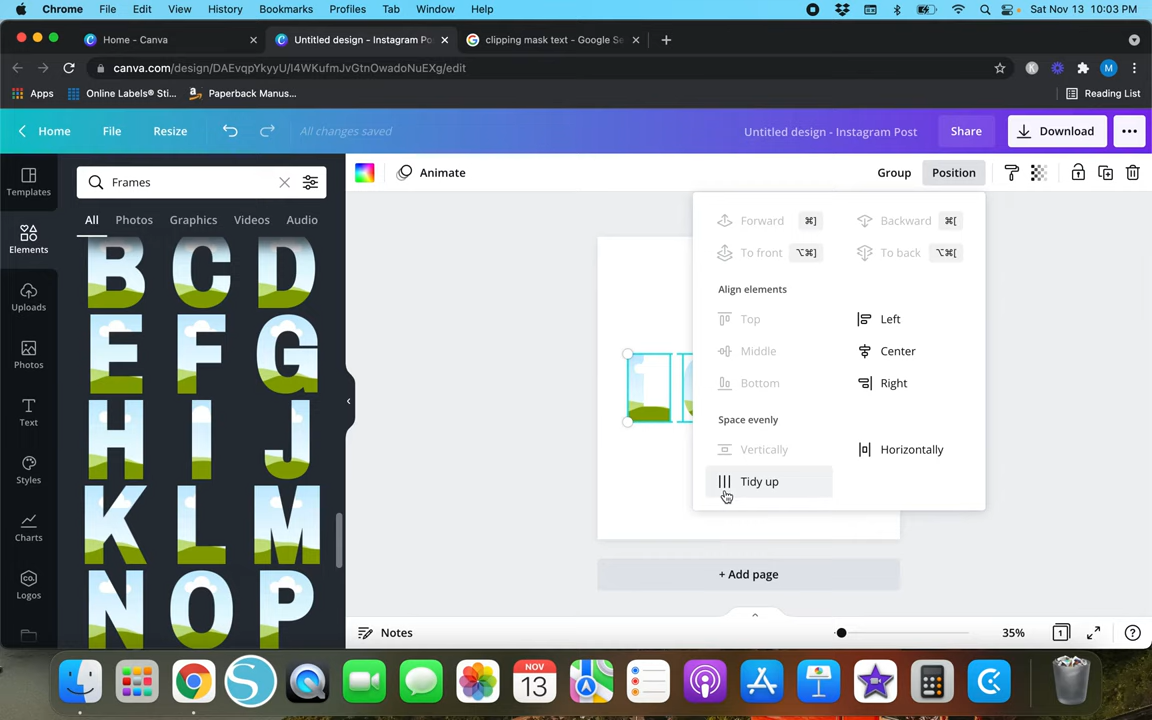 Chrome File Edit View History Bookmarks Profiles Tab Window Help Sat Nov 13 10:03 PM
Home - Canva Untitled design - Instagram Po clipping mask text - Google Se
canva.com/design/DAEvqpYkyyU/I4WKufmJvGtnOwadoNuEXg/edit
Apps Online Labels® Sti... Paperback Manus... Reading List
Home File Resize All changes saved Untitled design - Instagram Post Share Download
Templates
Elements
Uploads
Photos
Text
Styles
Charts
co.
Logos
Frames
All Photos Graphics Videos Audio
B C D
E F G
H I J
K L M
N O P
Animate Group Position
Forward ⌘] Backward ⌘[
To front ⌥⌘] To back ⌥⌘[
Align elements
Top Left
Middle Center
Bottom Right
Space evenly
Vertically Horizontally
Tidy up
+ Add page
Notes 35% 1 ?
NOV
13